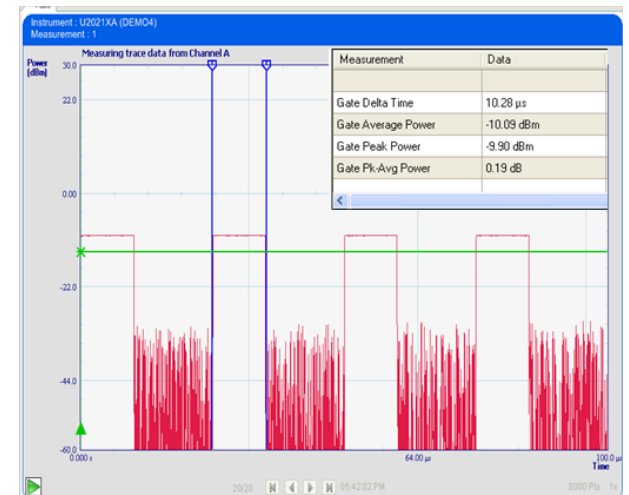 Instrument : U2021XA (DEMO4)
Measurement : 1
Measuring trace data from Channel A
Power
(dBm)
30.0
22.0
0.00
-22.0
-44.0
-60.0
Measurement Data
Gate Delta Time 10.28 µs
Gate Average Power -10.09 dBm
Gate Peak Power -9.90 dBm
Gate Pk-Avg Power 0.19 dB
0.000 s
64.00 µs
100.0 µs
Time
20/20
05:42:02 PM
8000 Pts 1x